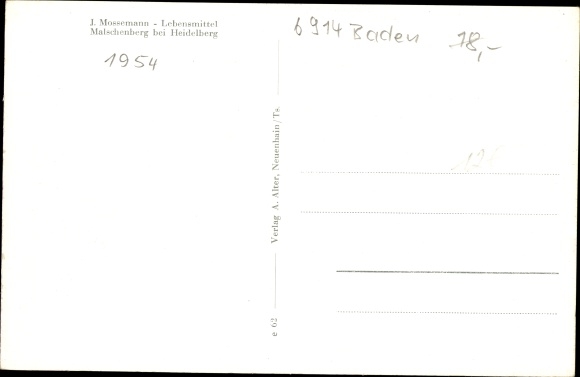 J. Mossemann - Lebensmittel
Malschenberg bei Heidelberg
1954
6914 Baden 18,-
Verlag A. Alter, Neuenhain/Ts.
e 62